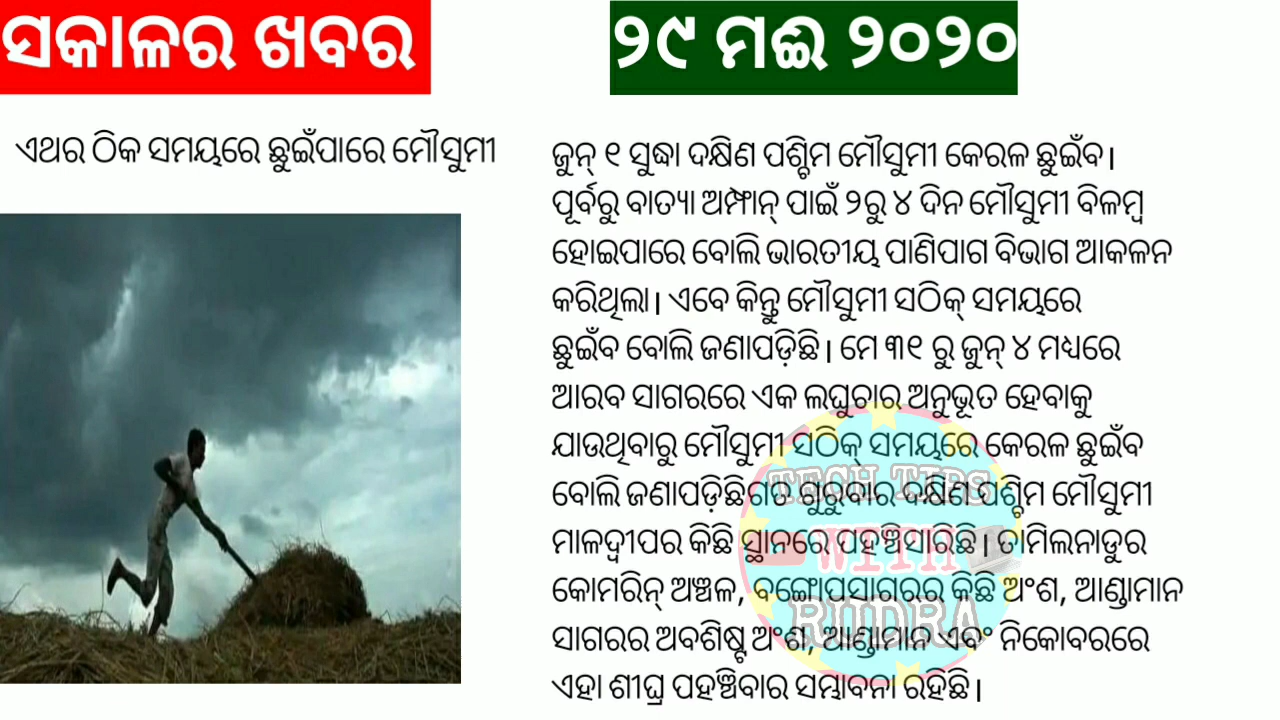 ସକାଳର ଖବର
୨୯ ମଈ ୨୦୨୦
ଏଥର ଠିକ ସମୟରେ ଛୁଇଁପାରେ ମୌସୁମୀ
ଜୁନ୍ ୧ ସୁଦ୍ଧା ଦକ୍ଷିଣ ପଶ୍ଚିମ ମୌସୁମୀ କେରଳ ଛୁଇଁବ।
ପୂର୍ବରୁ ବାତ୍ୟା ଅମ୍ଫାନ୍ ପାଇଁ ୨ରୁ ୪ ଦିନ ମୌସୁମୀ ବିଳମ୍ବ
ହୋଇପାରେ ବୋଲି ଭାରତୀୟ ପାଣିପାଗ ବିଭାଗ ଆକଳନ
କରିଥିଲା। ଏବେ କିନ୍ତୁ ମୌସୁମୀ ସଠିକ୍ ସମୟରେ
ଛୁଇଁବ ବୋଲି ଜଣାପଡ଼ିଛି। ମେ ୩୧ ରୁ ଜୁନ୍ ୪ ମଧ୍ୟରେ
ଆରବ ସାଗରରେ ଏକ ଲଘୁଚାର ଅନୁଭୂତ ହେବାକୁ
ଯାଉଥିବାରୁ ମୌସୁମୀ ସଠିକ୍ ସମୟରେ କେରଳ ଛୁଇଁବ
ବୋଲି ଜଣାପଡ଼ିଛିଗତ ଗୁରୁବାର ଦକ୍ଷିଣ ପଶ୍ଚିମ ମୌସୁମୀ
ମାଳଦ୍ୱୀପର କିଛି ସ୍ଥାନରେ ପହଞ୍ଚିସାରିଛି। ତାମିଲନାଡୁର
କୋମରିନ୍ ଅଞ୍ଚଳ, ବଙ୍ଗୋପସାଗରର କିଛି ଅଂଶ, ଆଣ୍ଡାମାନ
ସାଗରର ଅବଶିଷ୍ଟ ଅଂଶ, ଆଣ୍ଡାମାନ ଏବଂ ନିକୋବରରେ
ଏହା ଶୀଘ୍ର ପହଞ୍ଚିବାର ସମ୍ଭାବନା ରହିଛି।
TECH TIPS
WITH
RUDRA